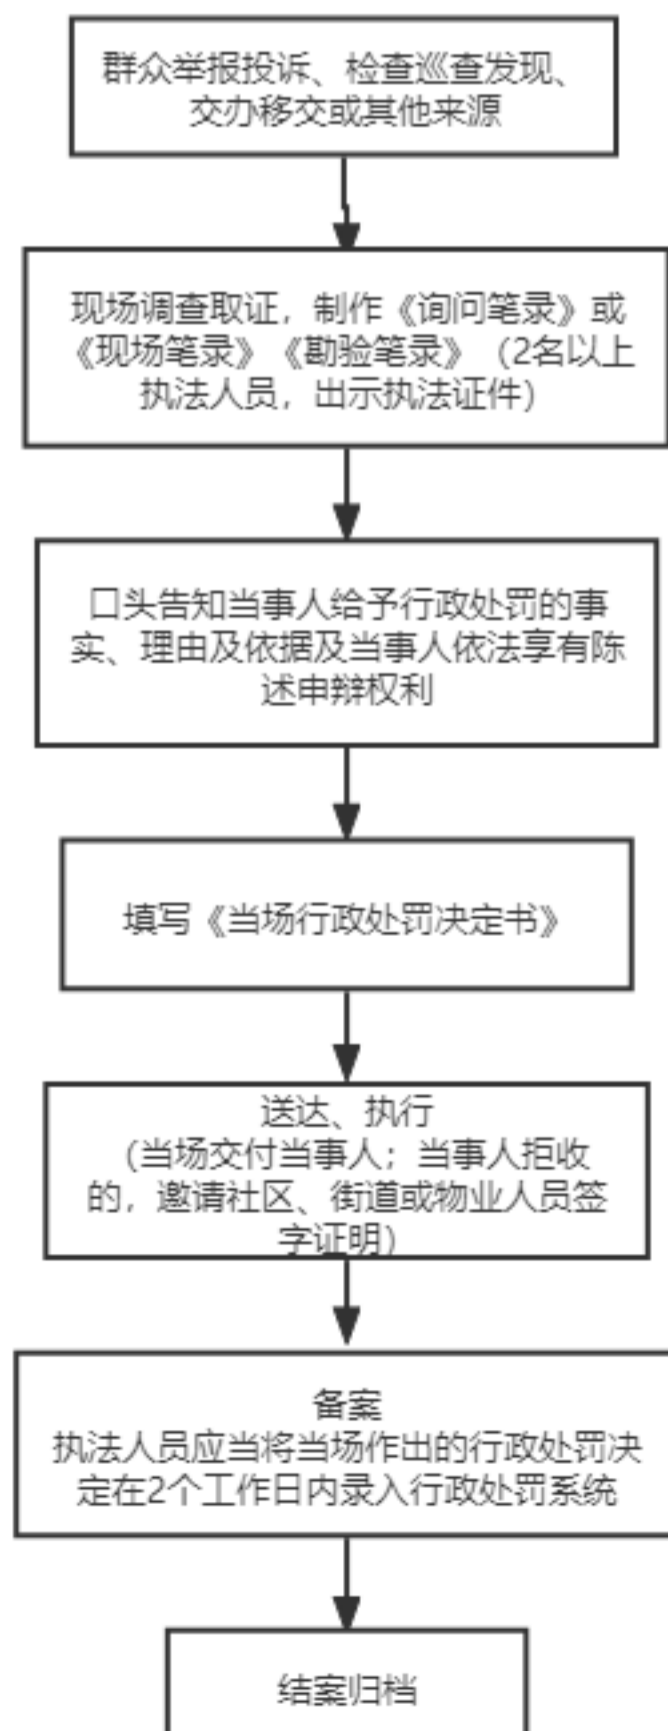 群众举报投诉、检查巡查发现、
交办移交或其他来源
现场调查取证，制作《询问笔录》或
《现场笔录》《勘验笔录》（2名以上
执法人员，出示执法证件）
口头告知当事人给予行政处罚的事
实、理由及依据及当事人依法享有陈
述申辩权利
填写《当场行政处罚决定书》
送达、执行
（当场交付当事人；当事人拒收
的，邀请社区、街道或物业人员签
字证明）
备案
执法人员应当将当场作出的行政处罚决
定在2个工作日内录入行政处罚系统
结案归档